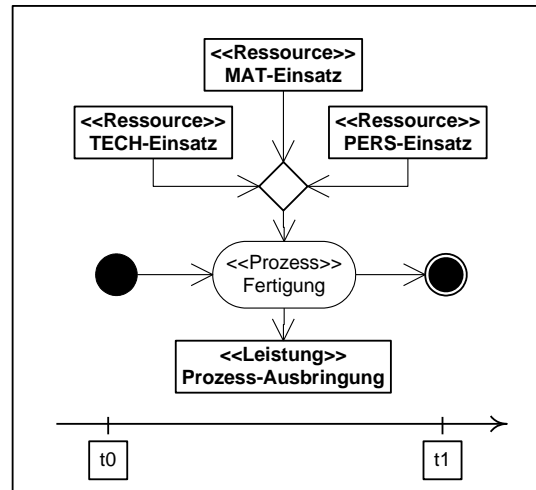 <<Ressource>>
MAT-Einsatz
<<Ressource>>
TECH-Einsatz
<<Ressource>>
PERS-Einsatz
<<Prozess>>
Fertigung
<<Leistung>>
Prozess-Ausbringung
t0
t1